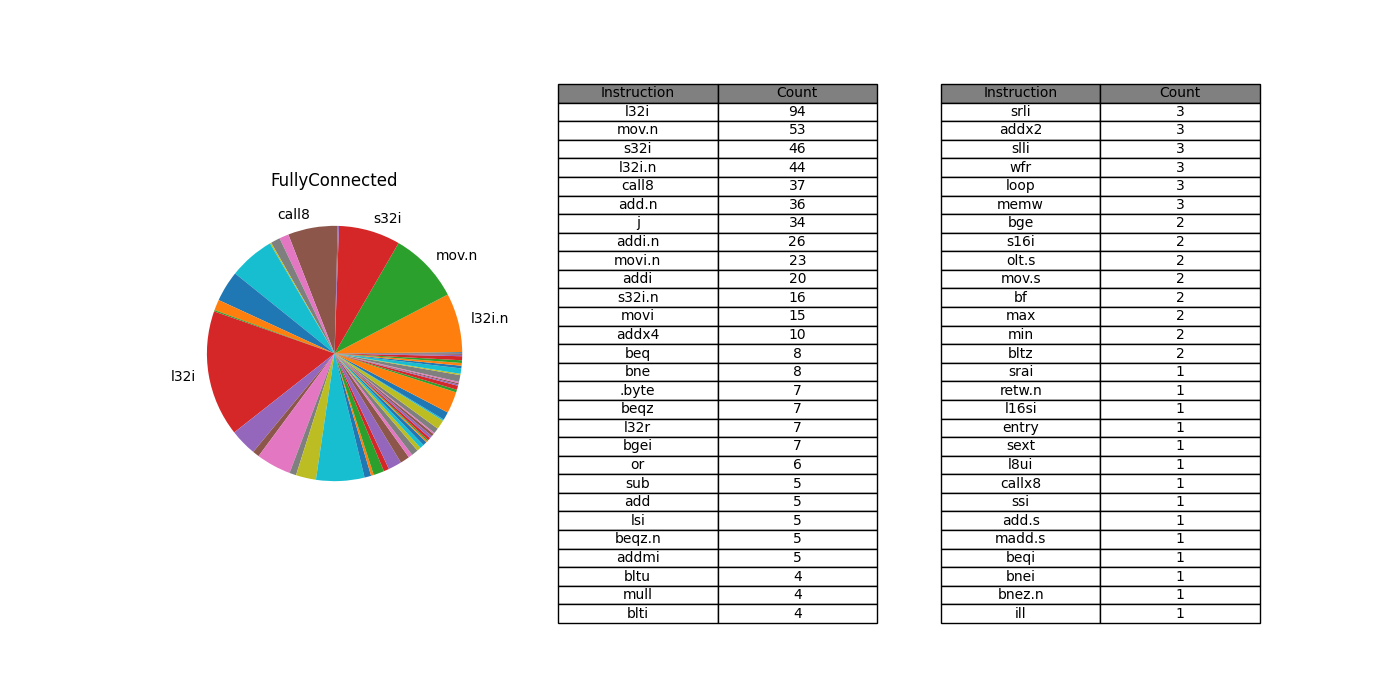 FullyConnected
call8
s32i
mov.n
l32i.n
l32i
Instruction Count
l32i 94
mov.n 53
s32i 46
l32i.n 44
call8 37
add.n 36
j 34
addi.n 26
movi.n 23
addi 20
s32i.n 16
movi 15
addx4 10
beq 8
bne 8
.byte 7
beqz 7
l32r 7
bgei 7
or 6
sub 5
add 5
lsi 5
beqz.n 5
addmi 5
bltu 4
mull 4
blti 4
Instruction Count
srli 3
addx2 3
slli 3
wfr 3
loop 3
memw 3
bge 2
s16i 2
olt.s 2
mov.s 2
bf 2
max 2
min 2
bltz 2
srai 1
retw.n 1
l16si 1
entry 1
sext 1
l8ui 1
callx8 1
ssi 1
add.s 1
madd.s 1
beqi 1
bnei 1
bnez.n 1
ill 1